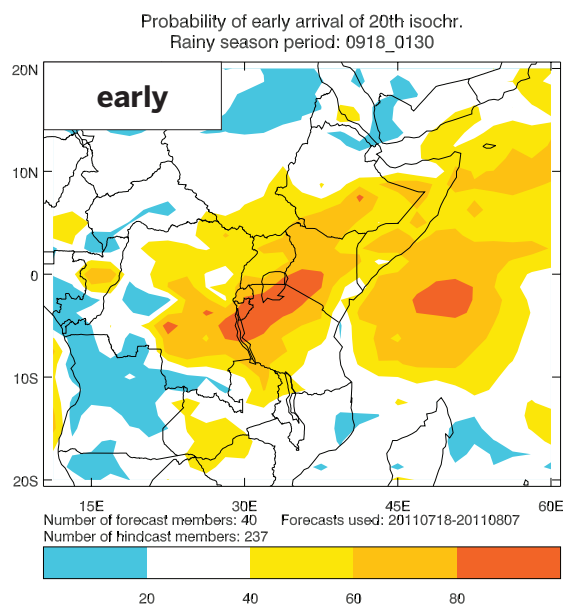 Probability of early arrival of 20th isochr.
Rainy season period: 0918_0130
20N
early
10N
0
10S
20S
15E 30E 45E 60E
Number of forecast members: 40 Forecasts used: 20110718-20110807
Number of hindcast members: 237
20 40 60 80